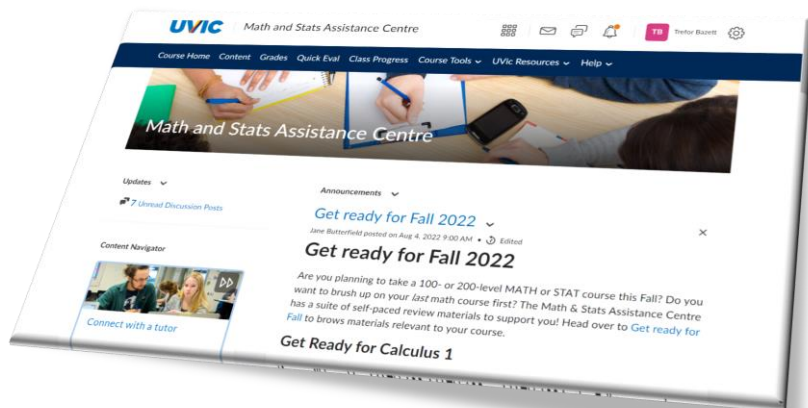 UVIC Math and Stats Assistance Centre TB Trefor Bazett
Course Home Content Grades Quick Eval Class Progress Course Tools UVic Resources Help
Math and Stats Assistance Centre
Updates
7 Unread Discussion Posts
Content Navigator
Connect with a tutor
Announcements
Get ready for Fall 2022
Jane Butterfield posted on Aug 4, 2022 9:00 AM • Edited
Get ready for Fall 2022
Are you planning to take a 100- or 200-level MATH or STAT course this Fall? Do you
want to brush up on your last math course first? The Math & Stats Assistance Centre
has a suite of self-paced review materials to support you! Head over to Get ready for
Fall to brows materials relevant to your course.
Get Ready for Calculus 1